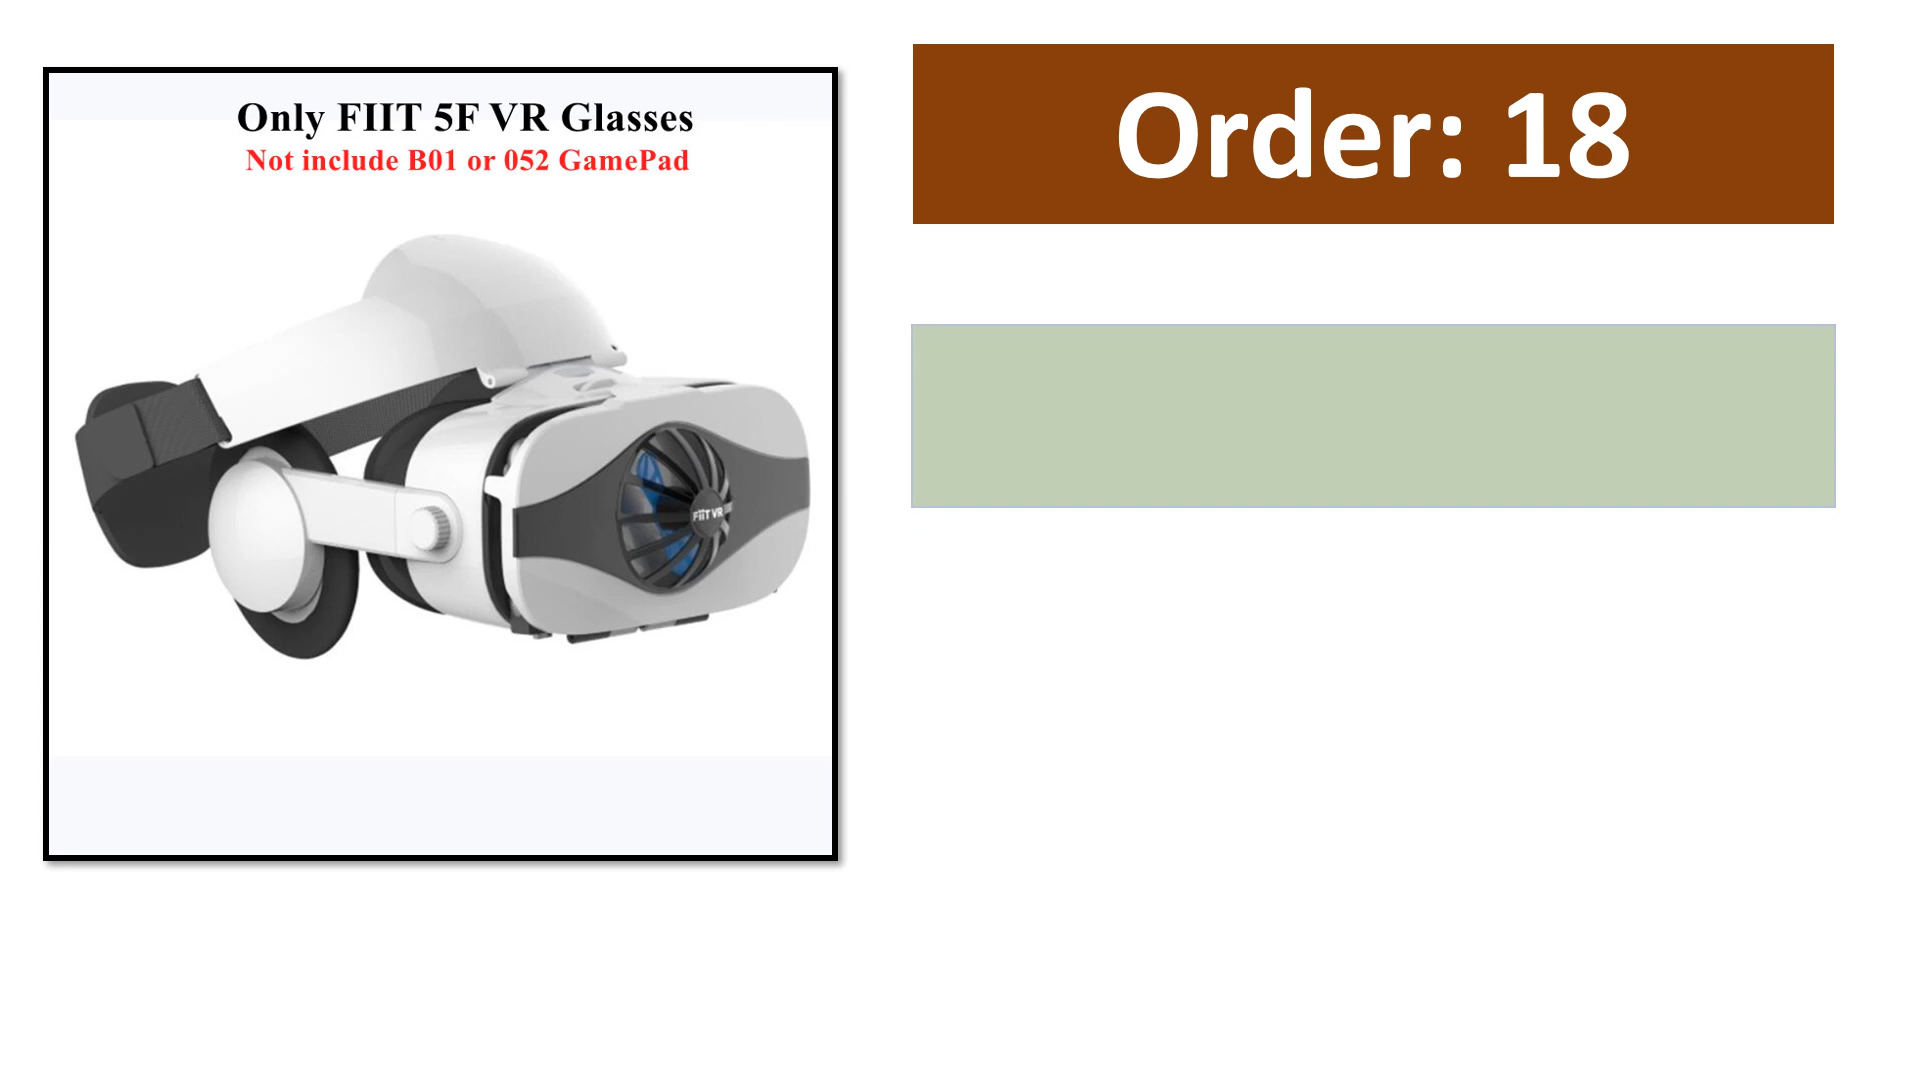 Only FIIT 5F VR Glasses
Not include B01 or 052 GamePad
FiiT VR
Order: 18